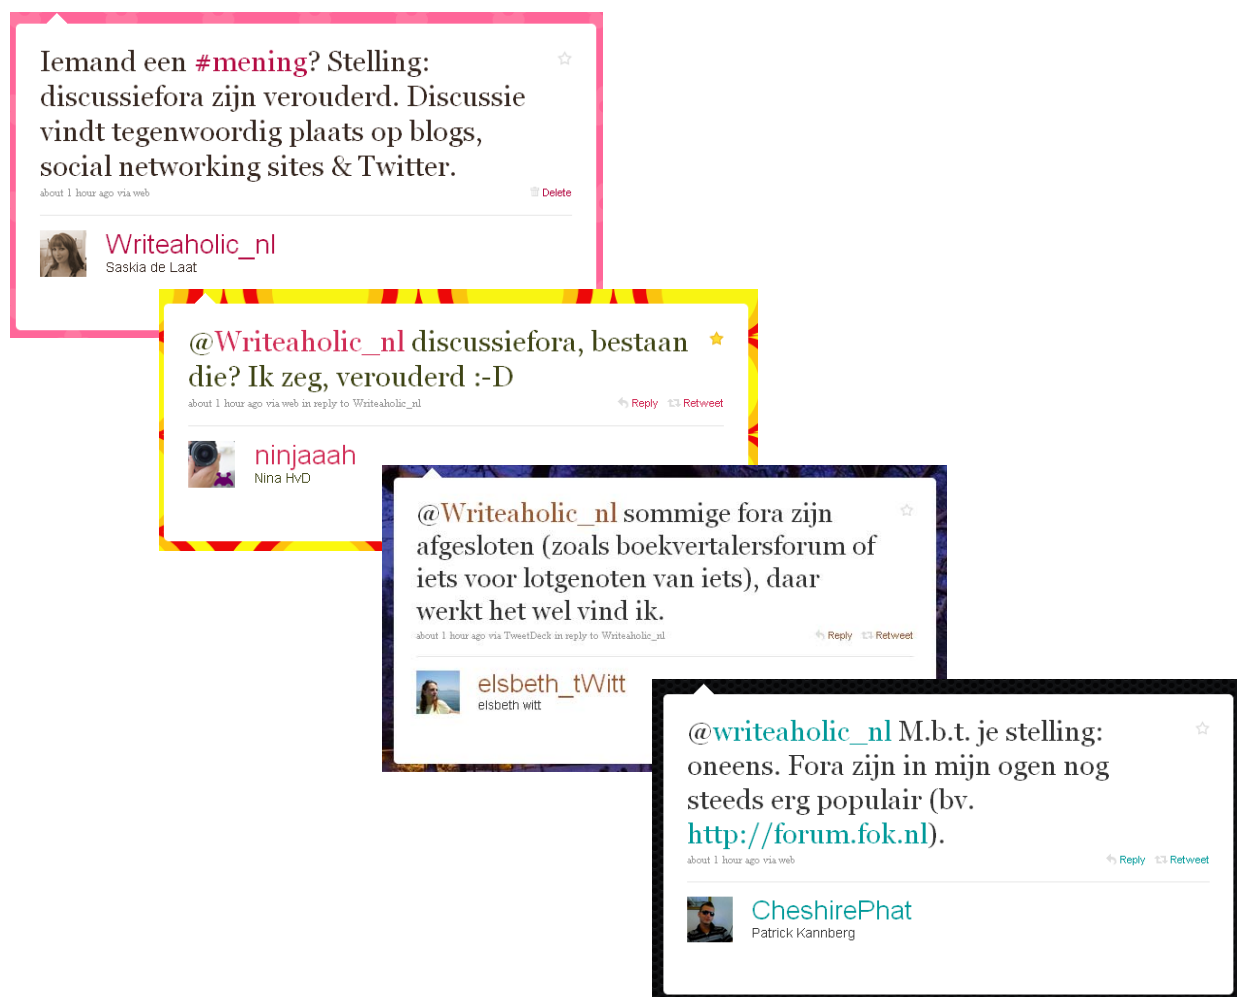 Iemand een #mening? Stelling:
discussiefora zijn verouderd. Discussie
vindt tegenwoordig plaats op blogs,
social networking sites & Twitter.
about 1 hour ago via web
Delete
Writeaholic_nl
Saskia de Laat
@Writeaholic_nl discussiefora, bestaan
die? Ik zeg, verouderd :-D
about 1 hour ago via web in reply to Writeaholic_nl
Reply Retweet
ninjaaah
Nina HvD
@Writeaholic_nl sommige fora zijn
afgesloten (zoals boekvertalersforum of
iets voor lotgenoten van iets), daar
werkt het wel vind ik.
about 1 hour ago via TweetDeck in reply to Writeaholic_nl
Reply Retweet
elsbeth_tWitt
elsbeth witt
@writeaholic_nl M.b.t. je stelling:
oneens. Fora zijn in mijn ogen nog
steeds erg populair (bv.
http://forum.fok.nl).
about 1 hour ago via web
Reply Retweet
CheshirePhat
Patrick Kannberg